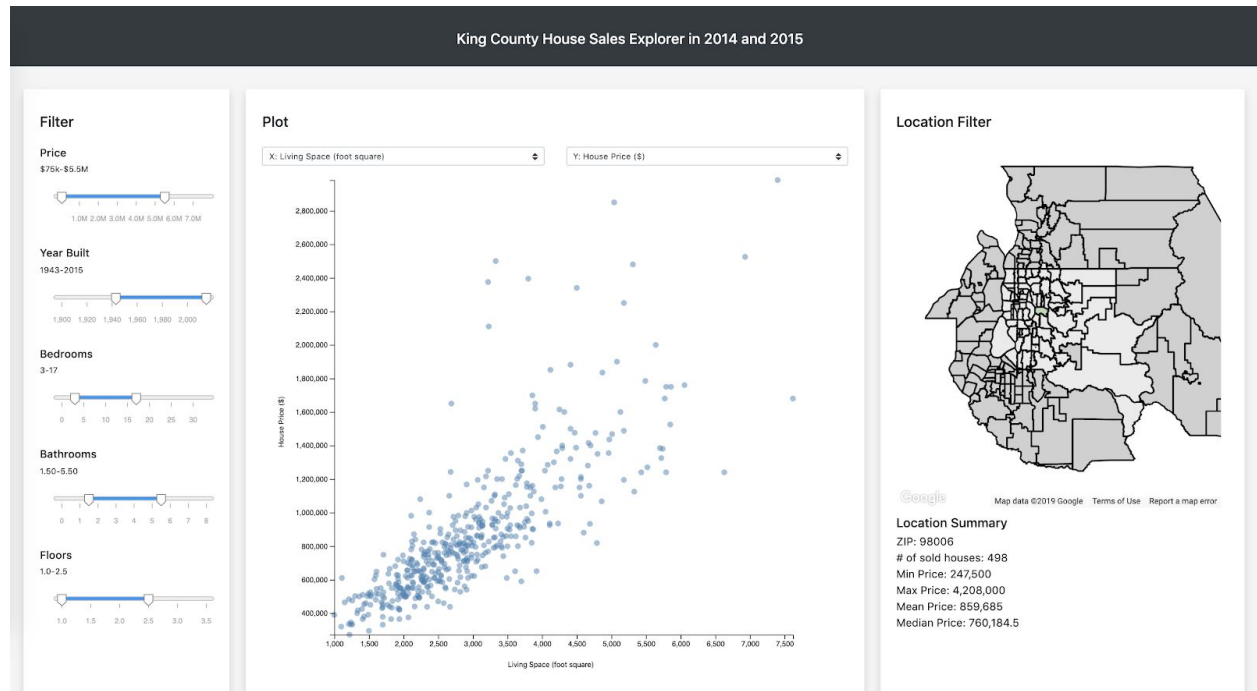 King County House Sales Explorer in 2014 and 2015
Filter
Price
$75k-$5.5M
1.0M 2.0M 3.0M 4.0M 5.0M 6.0M 7.0M
Year Built
1943-2015
1,900 1,920 1,940 1,960 1,980 2,000
Bedrooms
3-17
0 5 10 15 20 25 30
Bathrooms
1.50-5.50
0 1 2 3 4 5 6 7 8
Floors
1.0-2.5
1.0 1.5 2.0 2.5 3.0 3.5
Plot
X: Living Space (foot square)
Y: House Price ($)
2,800,000
2,600,000
2,400,000
2,200,000
2,000,000
1,800,000
1,600,000
1,400,000
1,200,000
1,000,000
800,000
600,000
400,000
House Price ($)
1,000 1,500 2,000 2,500 3,000 3,500 4,000 4,500 5,000 5,500 6,000 6,500 7,000 7,500
Living Space (foot square)
Location Filter
Google
Map data ©2019 Google Terms of Use Report a map error
Location Summary
ZIP: 98006
# of sold houses: 498
Min Price: 247,500
Max Price: 4,208,000
Mean Price: 859,685
Median Price: 760,184.5